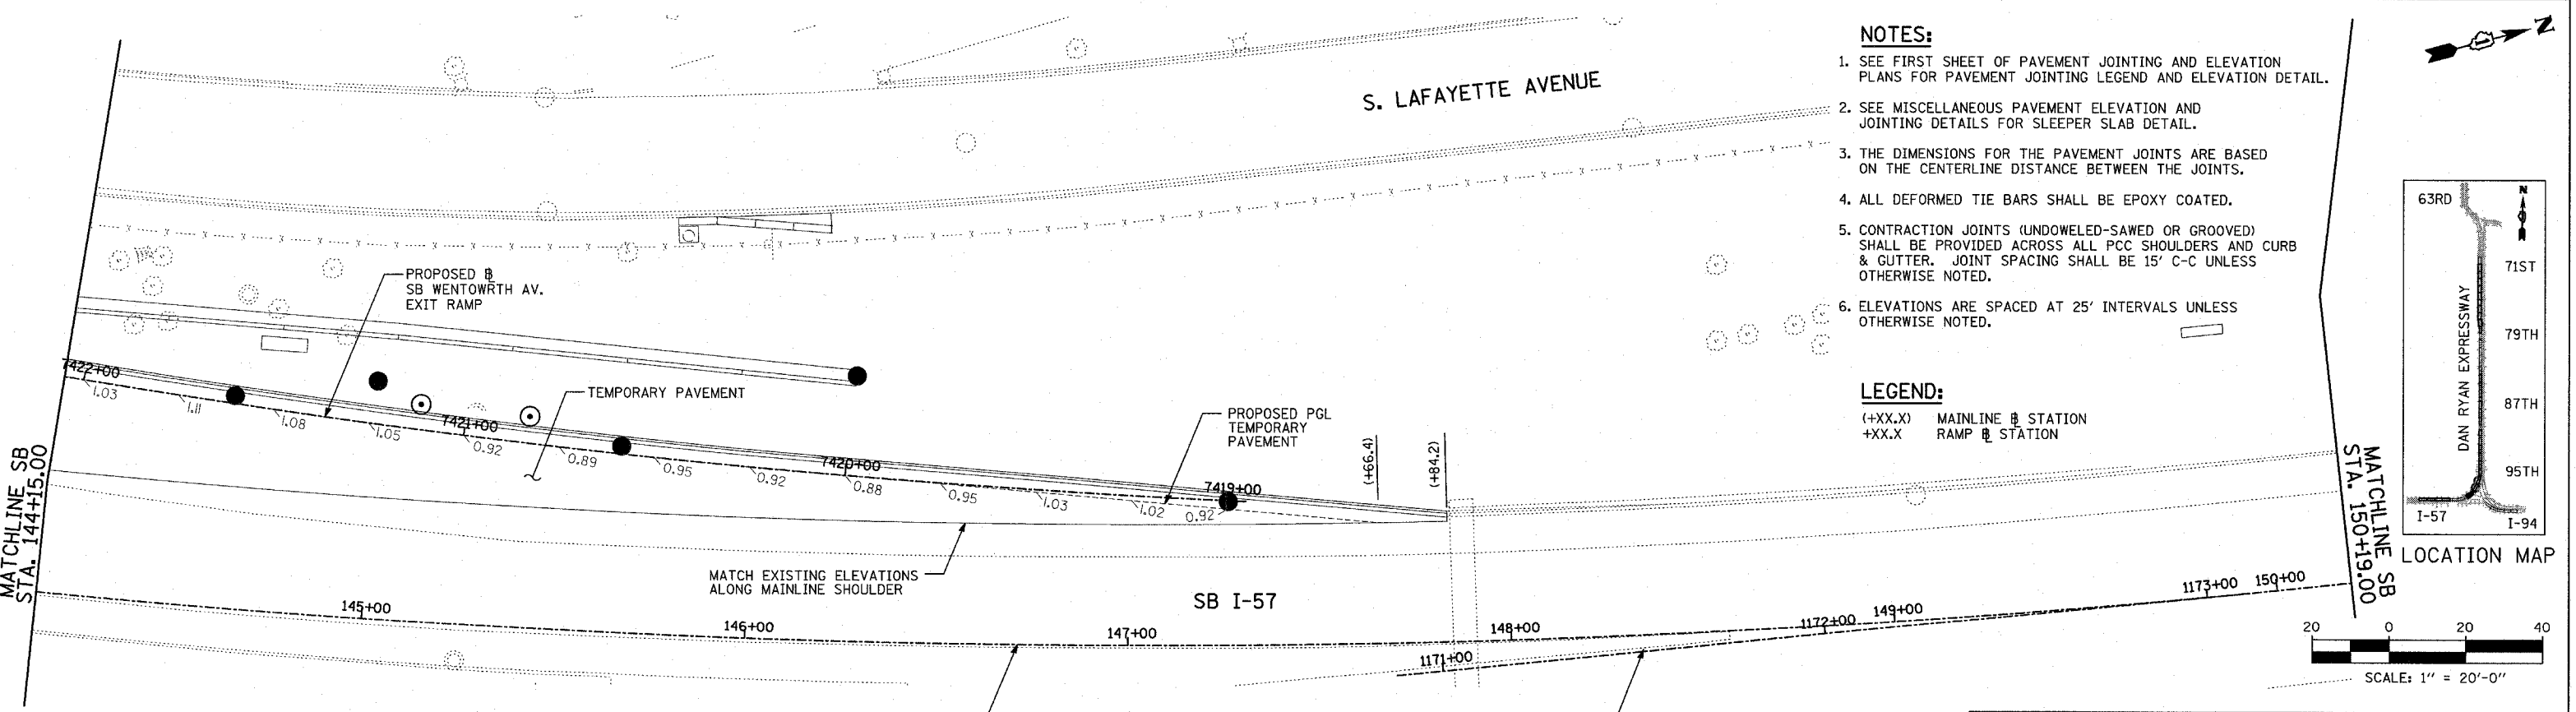 S. LAFAYETTE AVENUE
NOTES:
1. SEE FIRST SHEET OF PAVEMENT JOINTING AND ELEVATION
PLANS FOR PAVEMENT JOINTING LEGEND AND ELEVATION DETAIL.
2. SEE MISCELLANEOUS PAVEMENT ELEVATION AND
JOINTING DETAILS FOR SLEEPER SLAB DETAIL.
3. THE DIMENSIONS FOR THE PAVEMENT JOINTS ARE BASED
ON THE CENTERLINE DISTANCE BETWEEN THE JOINTS.
4. ALL DEFORMED TIE BARS SHALL BE EPOXY COATED.
5. CONTRACTION JOINTS (UNDOWELED-SAWED OR GROOVED)
SHALL BE PROVIDED ACROSS ALL PCC SHOULDERS AND CURB
& GUTTER. JOINT SPACING SHALL BE 15' C-C UNLESS
OTHERWISE NOTED.
6. ELEVATIONS ARE SPACED AT 25' INTERVALS UNLESS
OTHERWISE NOTED.
LEGEND:
(+XX.X) MAINLINE ℄ STATION
+XX.X RAMP ℄ STATION
PROPOSED ℄
SB WENTOWRTH AV.
EXIT RAMP
TEMPORARY PAVEMENT
PROPOSED PGL
TEMPORARY
PAVEMENT
(+66.4)
(+84.2)
7422+00
7421+00
7420+00
7419+00
1.03
1.11
1.08
1.05
0.92
0.89
0.95
0.92
0.88
0.95
1.03
1.02
0.92
MATCH EXISTING ELEVATIONS
ALONG MAINLINE SHOULDER
SB I-57
145+00
146+00
147+00
148+00
149+00
150+00
1171+00
1172+00
1173+00
MATCHLINE SB
STA. 144+15.00
MATCHLINE SB
STA. 150+19.00
N
63RD
N
71ST
79TH
87TH
95TH
DAN RYAN EXPRESSWAY
I-57
I-94
LOCATION MAP
20 0 20 40
SCALE: 1" = 20'-0"